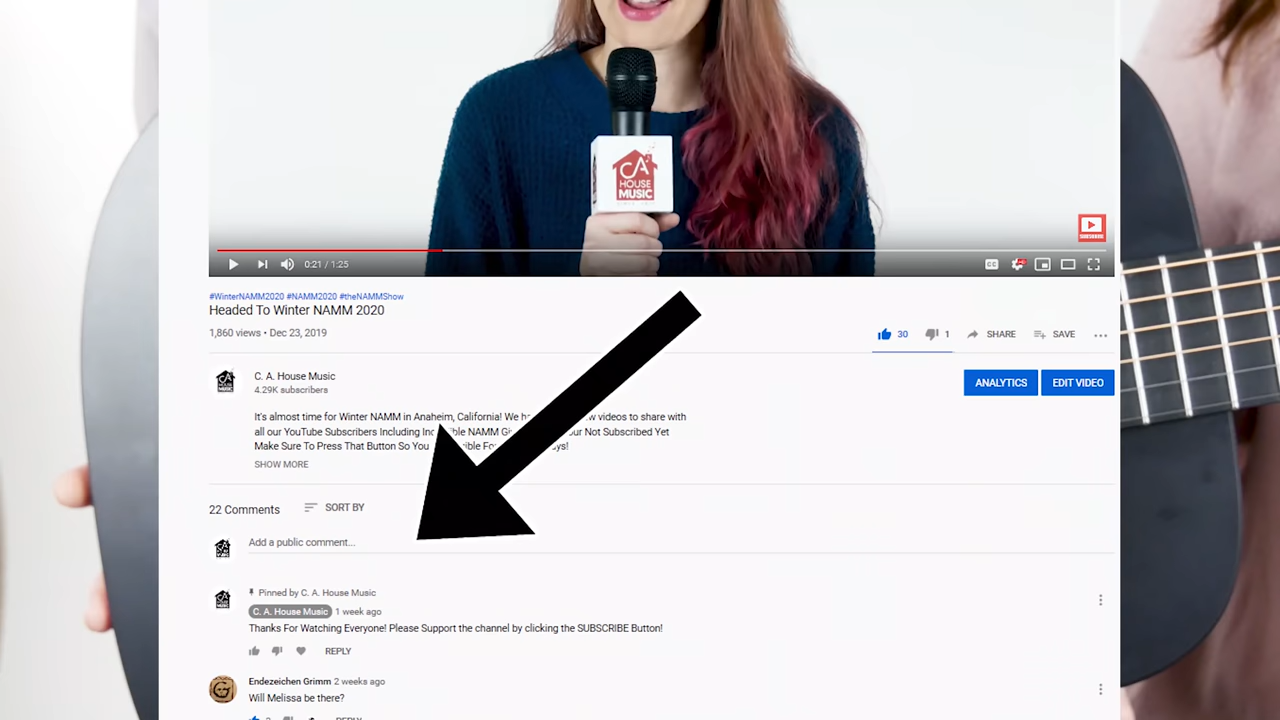 CA
HOUSE
MUSIC
SUBSCRIBE
0:21 / 1:25
CC
HD
#WinterNAMM2020 #NAMM2020 #theNAMMShow
Headed To Winter NAMM 2020
1,860 views • Dec 23, 2019
30
1
SHARE
SAVE
C. A. House Music
4.29K subscribers
ANALYTICS
EDIT VIDEO
It's almost time for Winter NAMM in Anaheim, California! We videos to share with
all our YouTube Subscribers Including NAMM Not Subscribed Yet
Make Sure To Press That Button So You
SHOW MORE
22 Comments
SORT BY
Add a public comment...
Pinned by C. A. House Music
C. A. House Music 1 week ago
Thanks For Watching Everyone! Please Support the channel by clicking the SUBSCRIBE Button!
REPLY
Endezeichen Grimm 2 weeks ago
Will Melissa be there?
REPLY